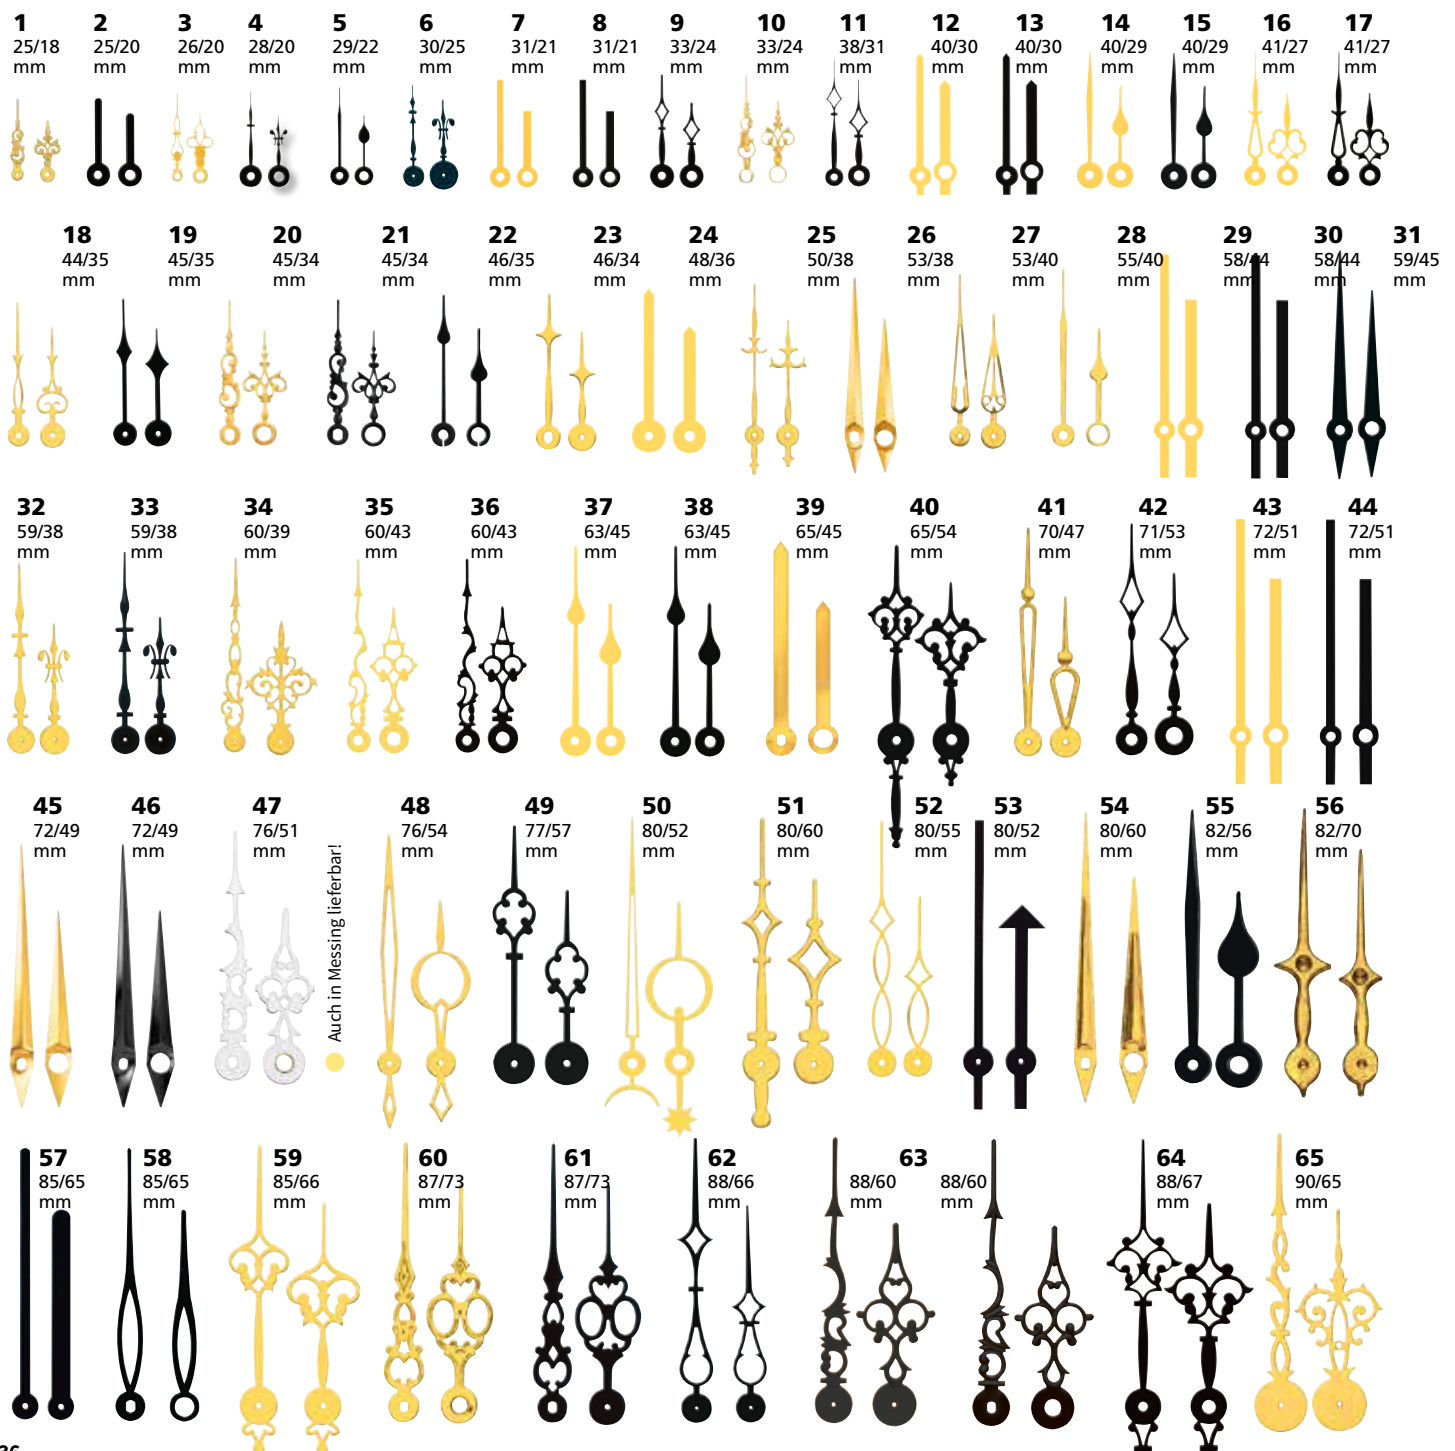 1 2 3 4 5 6 7 8 9 10 11 12 13 14 15 16 17
25/18 25/20 26/20 28/20 29/22 30/25 31/21 31/21 33/24 33/24 38/31 40/30 40/30 40/29 40/29 41/27 41/27
mm mm mm mm mm mm mm mm mm mm mm mm mm mm mm mm mm
18 19 20 21 22 23 24 25 26 27 28 29 30 31
44/35 45/35 45/34 45/34 46/35 46/34 48/36 50/38 53/38 53/40 55/40 58/44 58/44 59/45
mm mm mm mm mm mm mm mm mm mm mm mm mm mm
32 33 34 35 36 37 38 39 40 41 42 43 44
59/38 59/38 60/39 60/43 60/43 63/45 63/45 65/45 65/54 70/47 71/53 72/51 72/51
mm mm mm mm mm mm mm mm mm mm mm mm mm
45 46 47 48 49 50 51 52 53 54 55 56
72/49 72/49 76/51 76/54 77/57 80/52 80/60 80/55 80/52 80/60 82/56 82/70
mm mm mm mm mm mm mm mm mm mm mm mm
Auch in Messing lieferbar!
57 58 59 60 61 62 63 64 65
85/65 85/65 85/66 87/73 87/73 88/66 88/60 88/60 88/67 90/65
mm mm mm mm mm mm mm mm mm mm